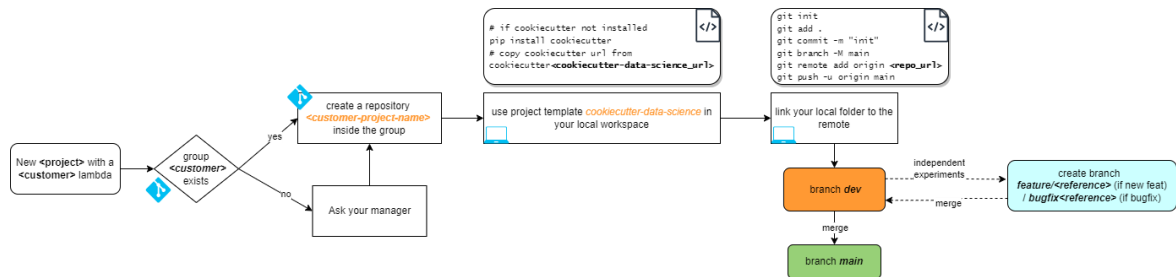 # if cookiecutter not installed
pip install cookiecutter
# copy cookiecutter url from
cookiecutter<cookiecutter-data-science_url>
git init
git add .
git commit -m "init"
git branch -M main
git remote add origin <repo_url>
git push -u origin main
create a repository
<customer-project-name>
inside the group
use project template cookiecutter-data-science in
your local workspace
link your local folder to the
remote
yes
New <project> with a
<customer> lambda
group
<customer>
exists
no
Ask your manager
branch dev
independent
experiments
merge
create branch
feature/<reference> (if new feat)
/ bugfix<reference> (if bugfix)
merge
branch main